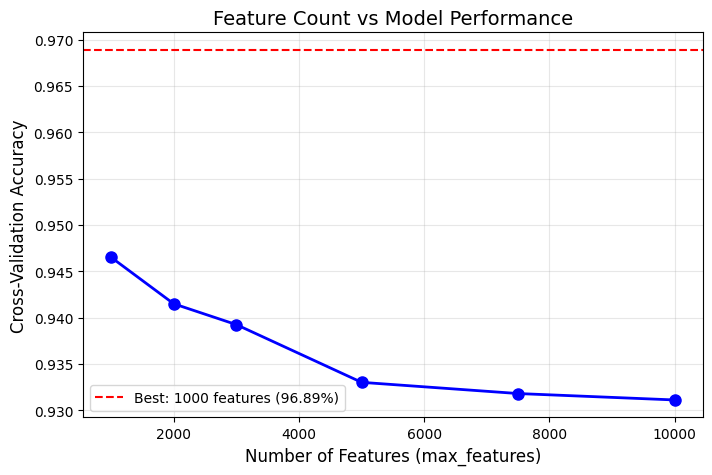 Feature Count vs Model Performance
Cross-Validation Accuracy
0.970
0.965
0.960
0.955
0.950
0.945
0.940
0.935
0.930
Best: 1000 features (96.89%)
2000 4000 6000 8000 10000
Number of Features (max_features)